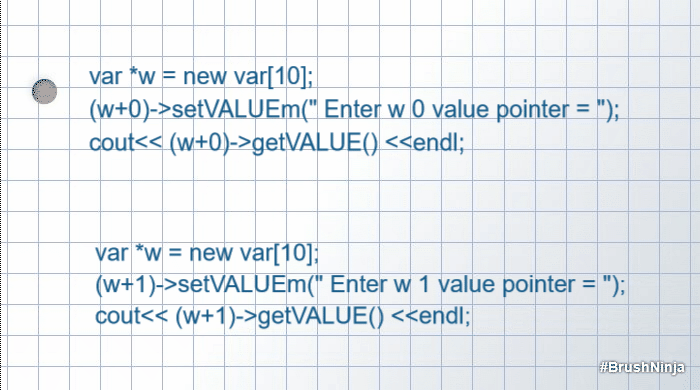 var *w = new var[10];
(w+0)->setVALUEm(" Enter w 0 value pointer = ");
cout<< (w+0)->getVALUE() <<endl;
var *w = new var[10];
(w+1)->setVALUEm(" Enter w 1 value pointer = ");
cout<< (w+1)->getVALUE() <<endl;
#BrushNinja